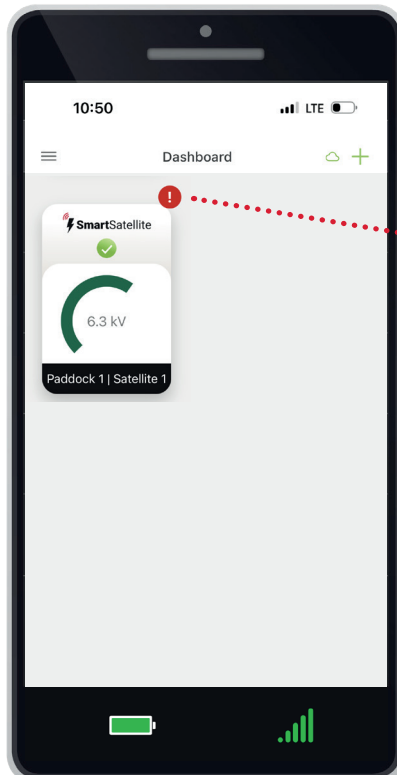 10:50 LTE
Dashboard
!
SmartSatellite
6.3 kV
Paddock 1 | Satellite 1